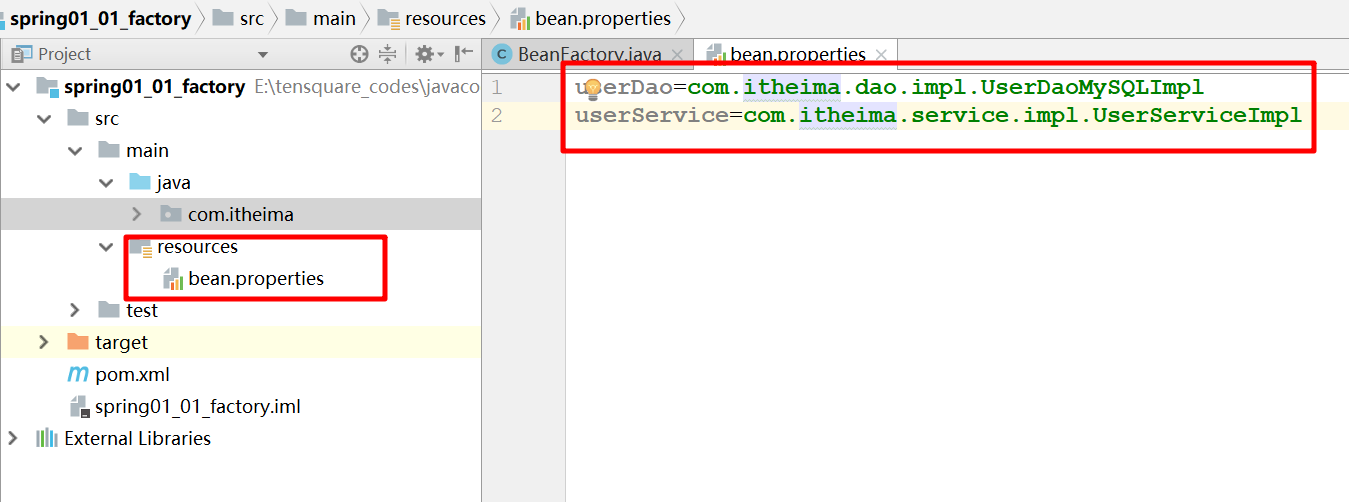 spring01_01_factory src main resources bean.properties
Project
BeanFactory.java
bean.properties
spring01_01_factory E:\tensquare_codes\javaco
src
main
java
com.itheima
resources
bean.properties
test
target
pom.xml
spring01_01_factory.iml
External Libraries
1 userDao=com.itheima.dao.impl.UserDaoMySQLImpl
2 userService=com.itheima.service.impl.UserServiceImpl